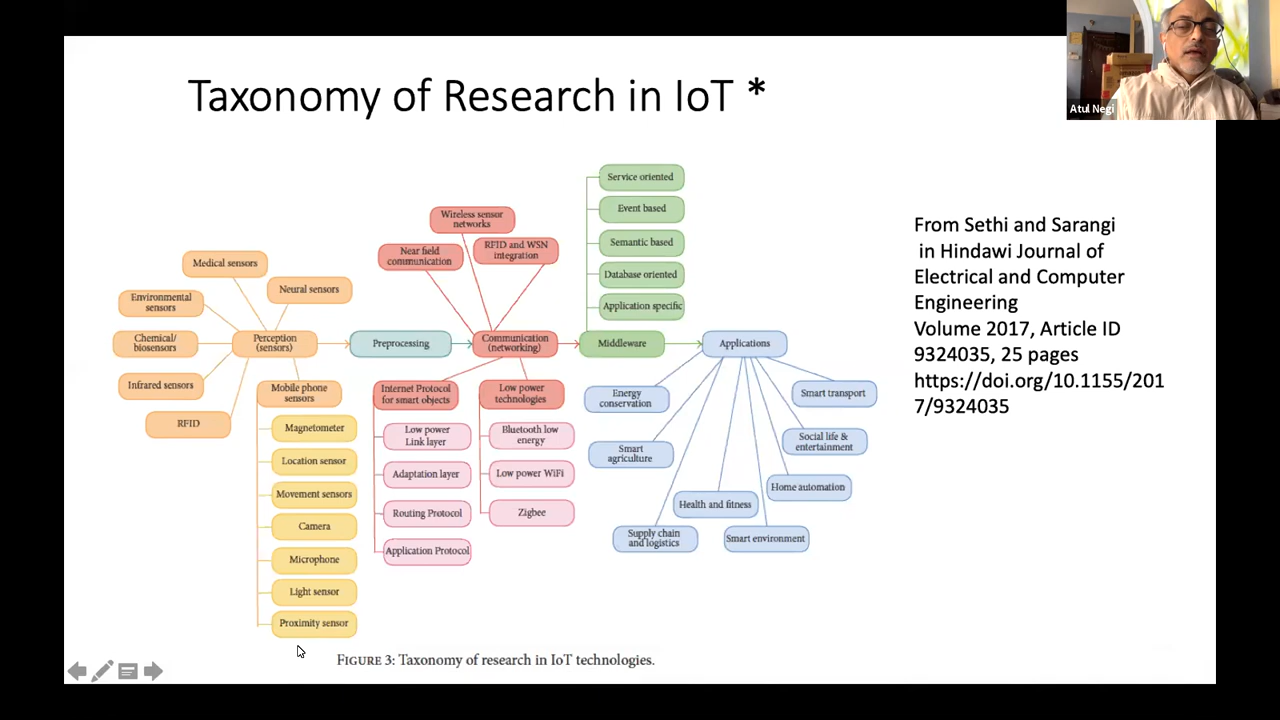 Taxonomy of Research in IoT *
Atul Negi
Service oriented
Event based
Semantic based
Database oriented
Application specific
Wireless sensor
networks
Near field
communication
RFID and WSN
integration
Medical sensors
Neural sensors
Environmental
sensors
Chemical/
biosensors
Infrared sensors
RFID
Perception
(sensors)
Preprocessing
Communication
(networking)
Middleware
Applications
Mobile phone
sensors
Magnetometer
Location sensor
Movement sensors
Camera
Microphone
Light sensor
Proximity sensor
Internet Protocol
for smart objects
Low power
Link layer
Adaptation layer
Routing Protocol
Application Protocol
Low power
technologies
Bluetooth low
energy
Low power WiFi
Zigbee
Energy
conservation
Smart
agriculture
Supply chain
and logistics
Health and fitness
Smart environment
Home automation
Social life &
entertainment
Smart transport
From Sethi and Sarangi
in Hindawi Journal of
Electrical and Computer
Engineering
Volume 2017, Article ID
9324035, 25 pages
https://doi.org/10.1155/201
7/9324035
FIGURE 3: Taxonomy of research in IoT technologies.